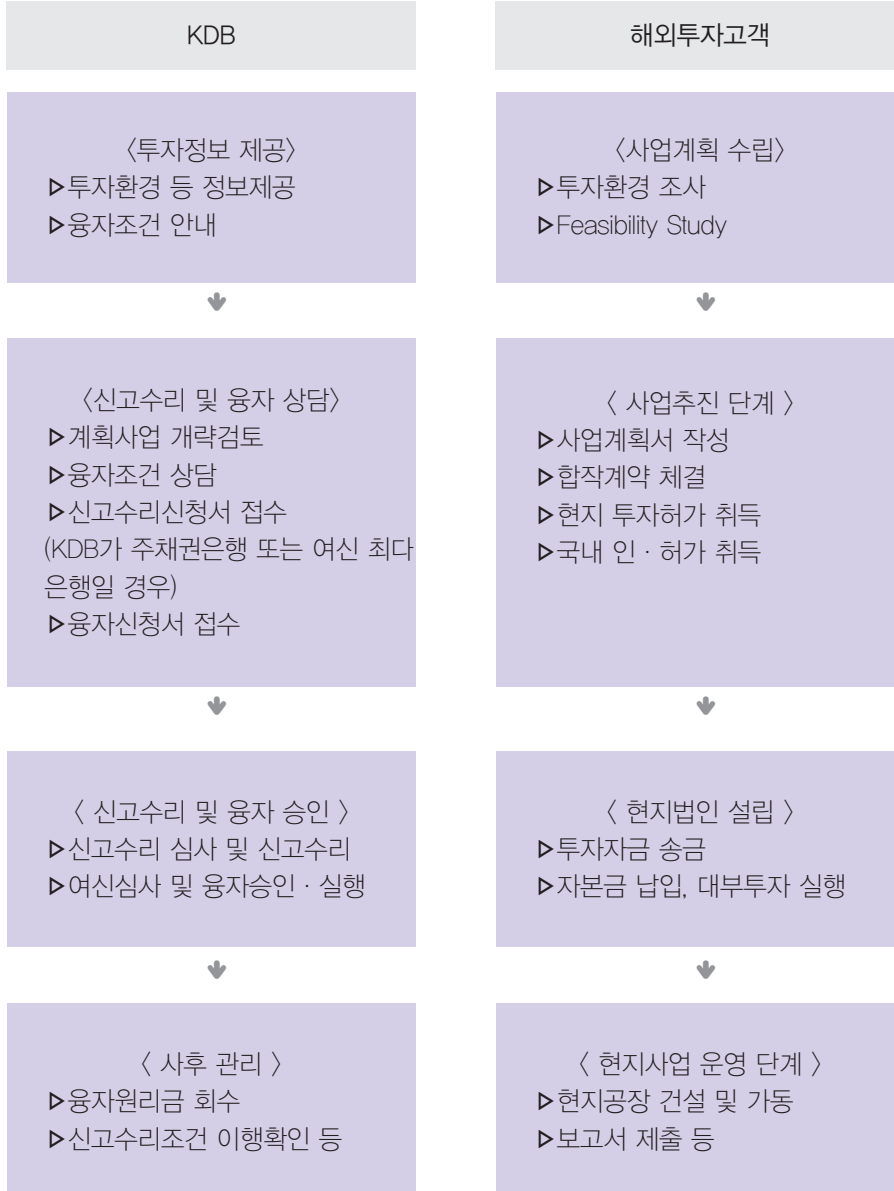 KDB
해외투자고객
〈투자정보 제공〉
▷투자환경 등 정보제공
▷융자조건 안내
〈사업계획 수립〉
▷투자환경 조사
▷Feasibility Study
〈신고수리 및 융자 상담〉
▷계획사업 개략검토
▷융자조건 상담
▷신고수리신청서 접수
(KDB가 주채권은행 또는 여신 최다
은행일 경우)
▷융자신청서 접수
〈 사업추진 단계 〉
▷사업계획서 작성
▷합작계약 체결
▷현지 투자허가 취득
▷국내 인 · 허가 취득
〈 신고수리 및 융자 승인 〉
▷신고수리 심사 및 신고수리
▷여신심사 및 융자승인 · 실행
〈 현지법인 설립 〉
▷투자자금 송금
▷자본금 납입, 대부투자 실행
〈 사후 관리 〉
▷융자원리금 회수
▷신고수리조건 이행확인 등
〈 현지사업 운영 단계 〉
▷현지공장 건설 및 가동
▷보고서 제출 등